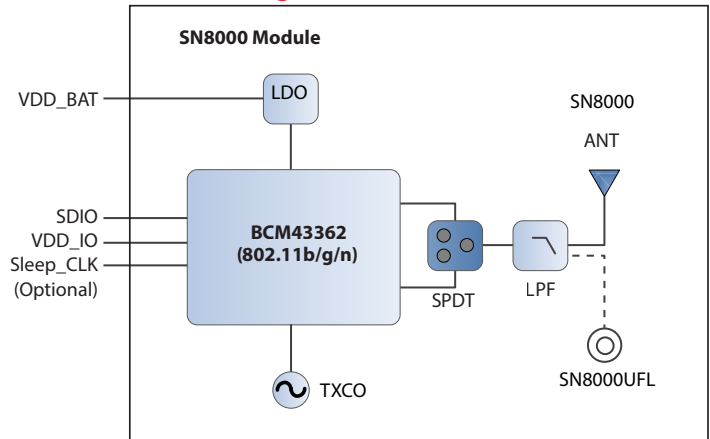 SN8000 Module
LDO
VDD_BAT
SN8000
ANT
SDIO
VDD_IO
Sleep_CLK
(Optional)
BCM43362
(802.11b/g/n)
SPDT
LPF
TXCO
SN8000UFL